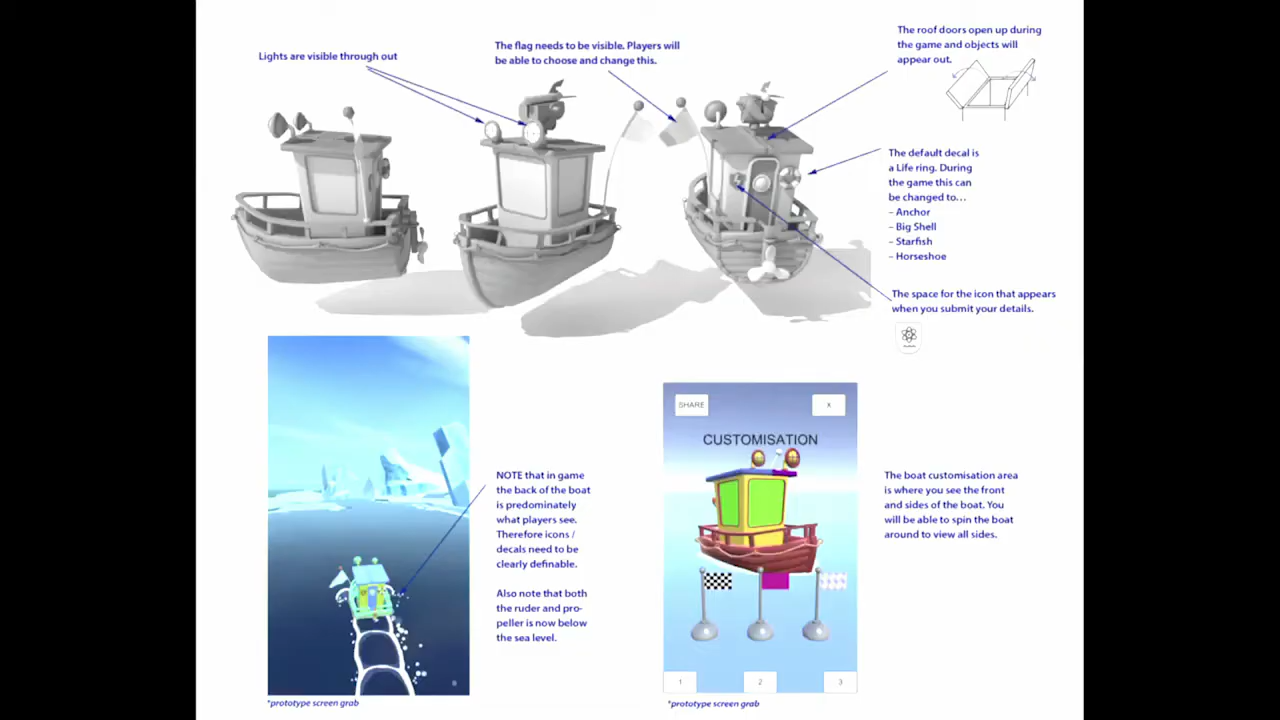 Lights are visible through out
The flag needs to be visible. Players will
be able to choose and change this.
The roof doors open up during
the game and objects will
appear out.
The default decal is
a Life ring. During
the game this can
be changed to...
– Anchor
– Big Shell
– Starfish
– Horseshoe
The space for the icon that appears
when you submit your details.
NOTE that in game
the back of the boat
is predominately
what players see.
Therefore icons /
decals need to be
clearly definable.
Also note that both
the ruder and pro-
peller is now below
the sea level.
*prototype screen grab
SHARE
X
CUSTOMISATION
1
2
3
*prototype screen grab
The boat customisation area
is where you see the front
and sides of the boat. You
will be able to spin the boat
around to view all sides.